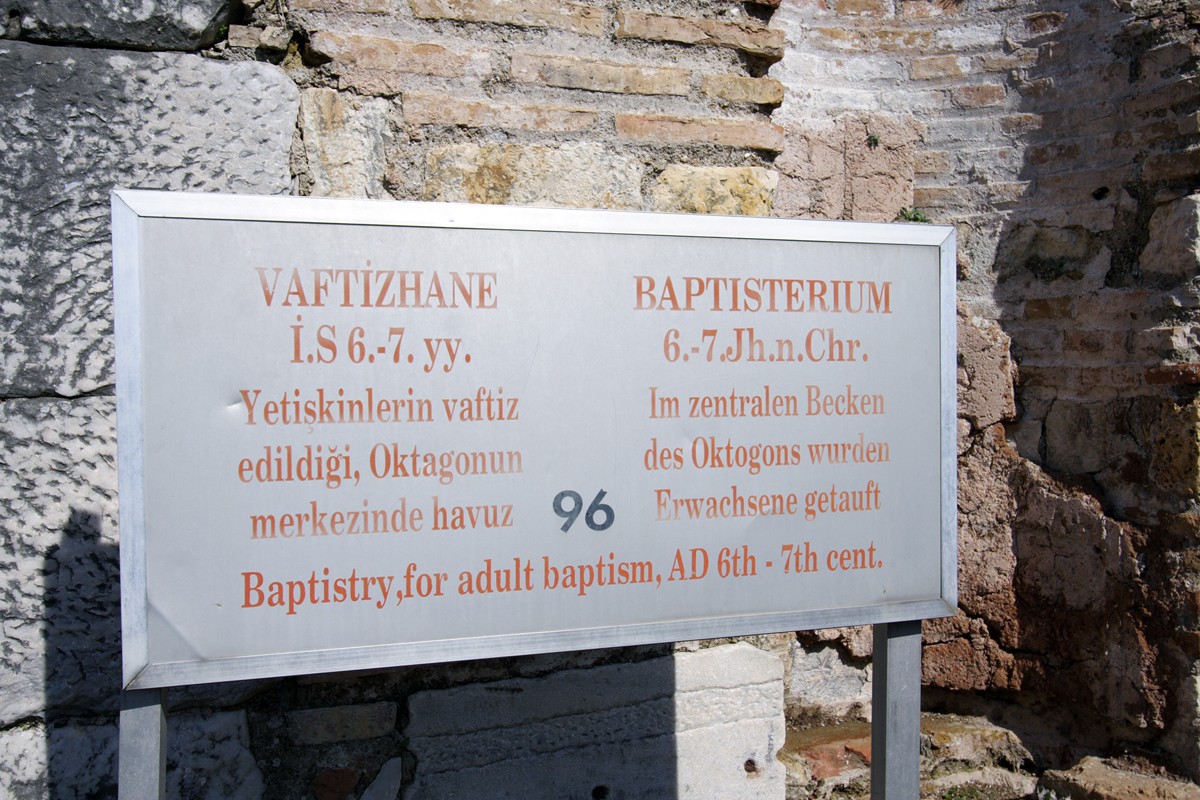 VAFTİZHANE
İ.S 6.-7. yy.
Yetişkinlerin vaftiz
edildiği, Oktagonun
merkezinde havuz
BAPTISTERIUM
6.-7.Jh.n.Chr.
Im zentralen Becken
des Oktogons wurden
Erwachsene getauft
96
Baptistry,for adult baptism, AD 6th - 7th cent.